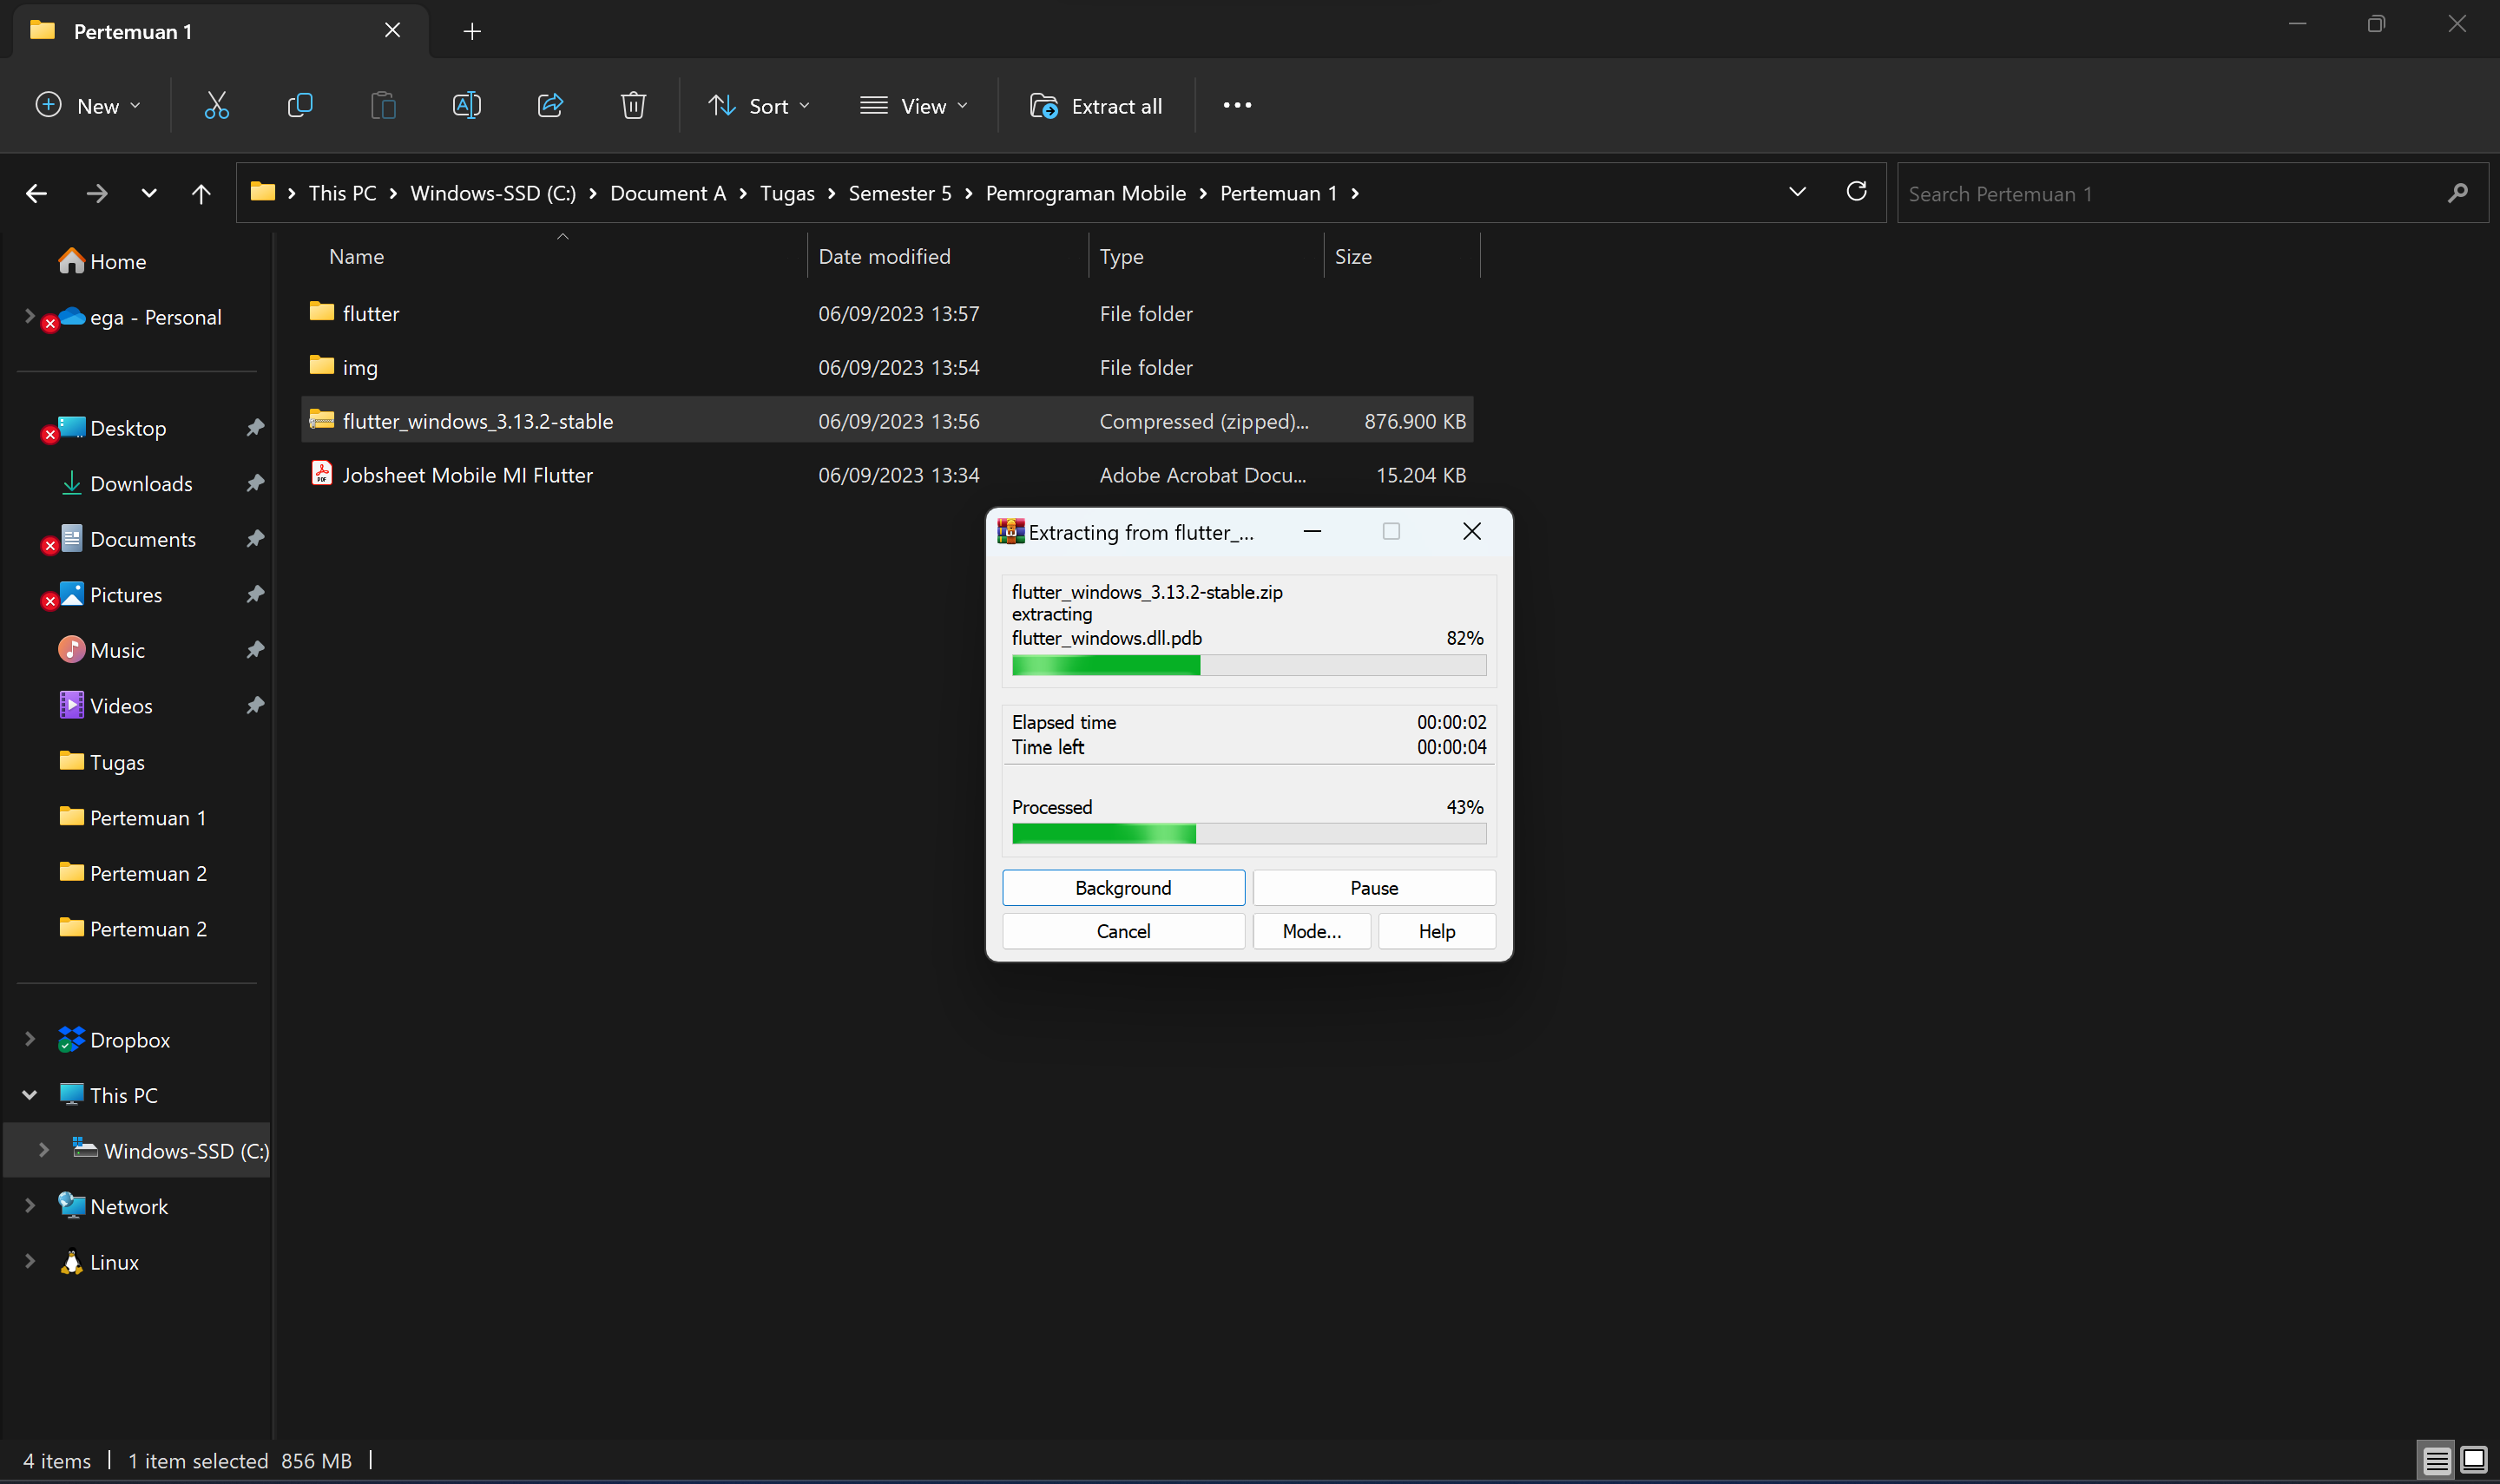 Pertemuan 1
New
Sort
View
Extract all
This PC Windows-SSD (C:) Document A Tugas Semester 5 Pemrograman Mobile Pertemuan 1
Search Pertemuan 1
Home
ega - Personal
Desktop
Downloads
Documents
Pictures
Music
Videos
Tugas
Pertemuan 1
Pertemuan 2
Pertemuan 2
Dropbox
This PC
Windows-SSD (C:)
Network
Linux
Name Date modified Type Size
flutter 06/09/2023 13:57 File folder
img 06/09/2023 13:54 File folder
flutter_windows_3.13.2-stable 06/09/2023 13:56 Compressed (zipped)... 876.900 KB
Jobsheet Mobile MI Flutter 06/09/2023 13:34 Adobe Acrobat Docu... 15.204 KB
Extracting from flutter_...
flutter_windows_3.13.2-stable.zip
extracting
flutter_windows.dll.pdb 82%
Elapsed time 00:00:02
Time left 00:00:04
Processed 43%
Background Pause
Cancel Mode... Help
4 items 1 item selected 856 MB